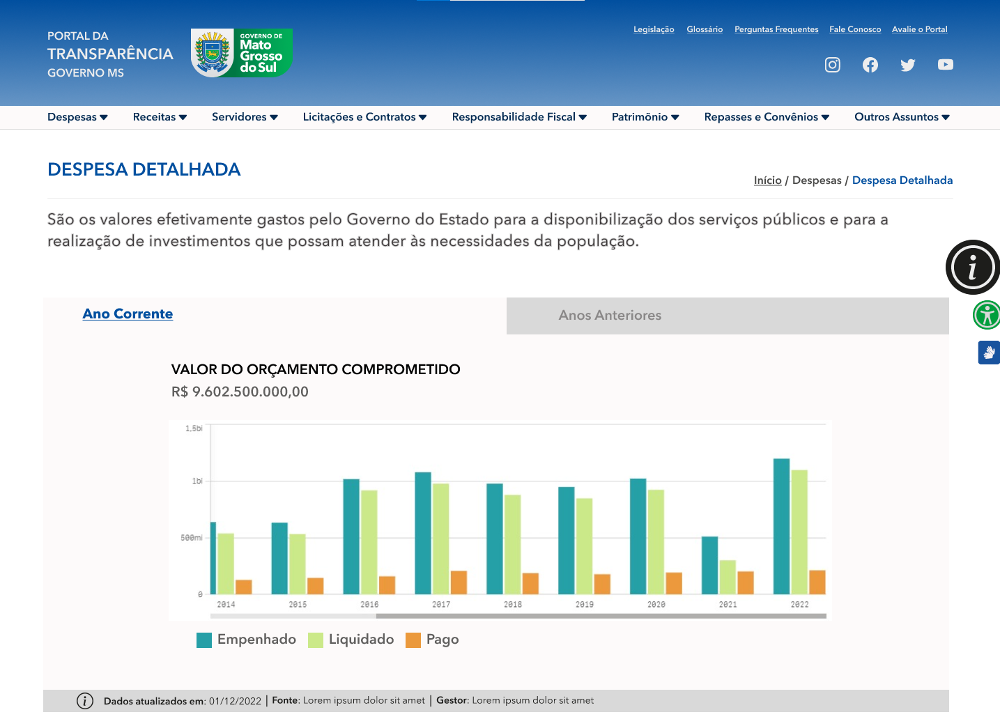 PORTAL DA
TRANSPARÊNCIA
GOVERNO MS
GOVERNO DE
Mato
Grosso
do Sul
Legislação Glossário Perguntas Frequentes Fale Conosco Avalie o Portal
Despesas Receitas Servidores Licitações e Contratos Responsabilidade Fiscal Patrimônio Repasses e Convênios Outros Assuntos
DESPESA DETALHADA
Início / Despesas / Despesa Detalhada
São os valores efetivamente gastos pelo Governo do Estado para a disponibilização dos serviços públicos e para a
realização de investimentos que possam atender às necessidades da população.
i
Ano Corrente
Anos Anteriores
VALOR DO ORÇAMENTO COMPROMETIDO
R$ 9.602.500.000,00
1,5bi
1bi
500mi
0
2014 2015 2016 2017 2018 2019 2020 2021 2022
Empenhado Liquidado Pago
i Dados atualizados em: 01/12/2022 | Fonte: Lorem ipsum dolor sit amet | Gestor: Lorem ipsum dolor sit amet